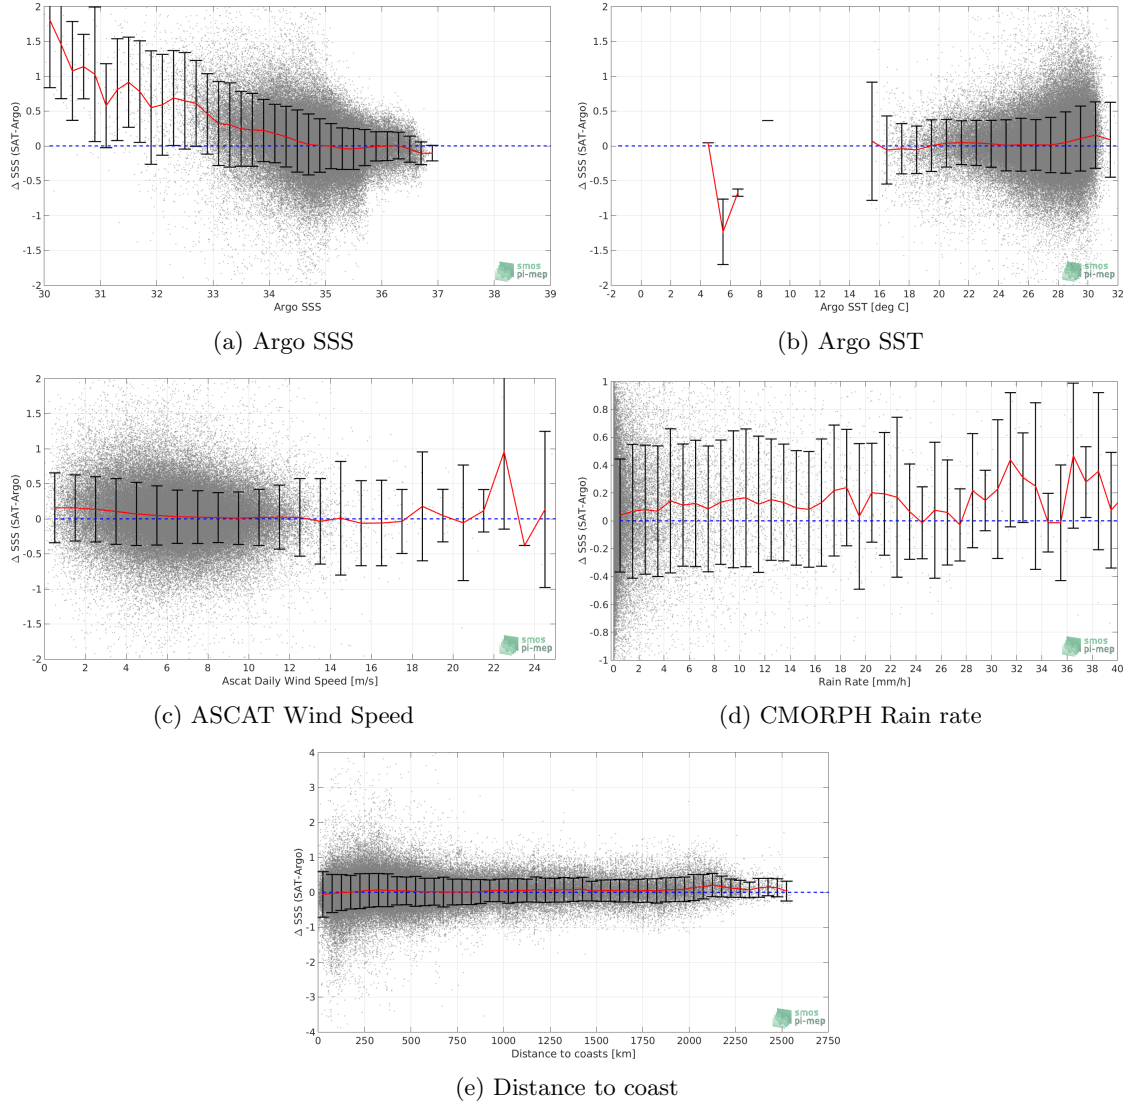 2
1.5
1
0.5
0
-0.5
-1
-1.5
-2
Δ SSS (SAT-Argo)
30 31 32 33 34 35 36 37 38 39
Argo SSS
smos
pi-mep
(a) Argo SSS
2
1.5
1
0.5
0
-0.5
-1
-1.5
-2
Δ SSS (SAT-Argo)
-2 0 2 4 6 8 10 12 14 16 18 20 22 24 26 28 30 32
Argo SST [deg C]
smos
pi-mep
(b) Argo SST
2
1.5
1
0.5
0
-0.5
-1
-1.5
-2
Δ SSS (SAT-Argo)
0 2 4 6 8 10 12 14 16 18 20 22 24
Ascat Daily Wind Speed [m/s]
smos
pi-mep
(c) ASCAT Wind Speed
1
0.8
0.6
0.4
0.2
0
-0.2
-0.4
-0.6
-0.8
-1
Δ SSS (SAT-Argo)
0 2 4 6 8 10 12 14 16 18 20 22 24 26 28 30 32 34 36 38 40
Rain Rate [mm/h]
smos
pi-mep
(d) CMORPH Rain rate
4
3
2
1
0
-1
-2
-3
-4
Δ SSS (SAT-Argo)
0 250 500 750 1000 1250 1500 1750 2000 2250 2500 2750
Distance to coasts [km]
smos
pi-mep
(e) Distance to coast